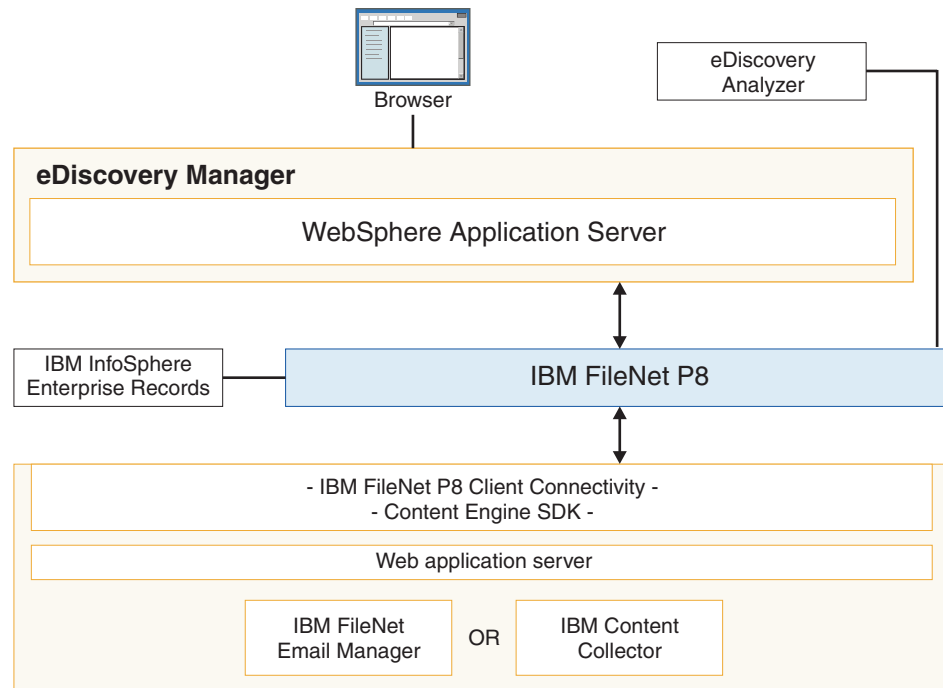 Browser
eDiscovery
Analyzer
eDiscovery Manager
WebSphere Application Server
IBM InfoSphere
Enterprise Records
IBM FileNet P8
- IBM FileNet P8 Client Connectivity -
- Content Engine SDK -
Web application server
IBM FileNet
Email Manager
OR
IBM Content
Collector